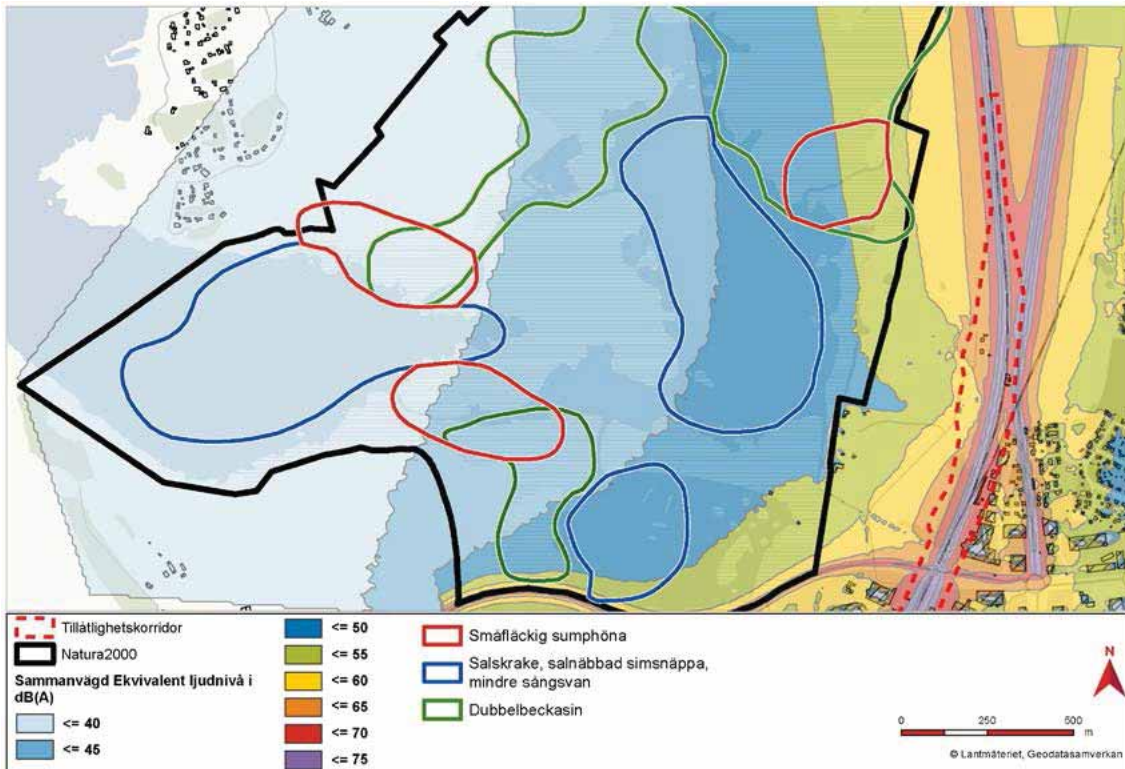 Tillåtlighetskorridor
Natura2000
Sammanvägd Ekvivalent ljudnivå i
dB(A)
<= 40
<= 45
<= 50
<= 55
<= 60
<= 65
<= 70
<= 75
Småfläckig sumphöna
Salskrake, salnäbbad simsnäppa,
mindre sångsvan
Dubbelbeckasin
N
0 250 500
m
© Lantmäteriet, Geodatasamverkan